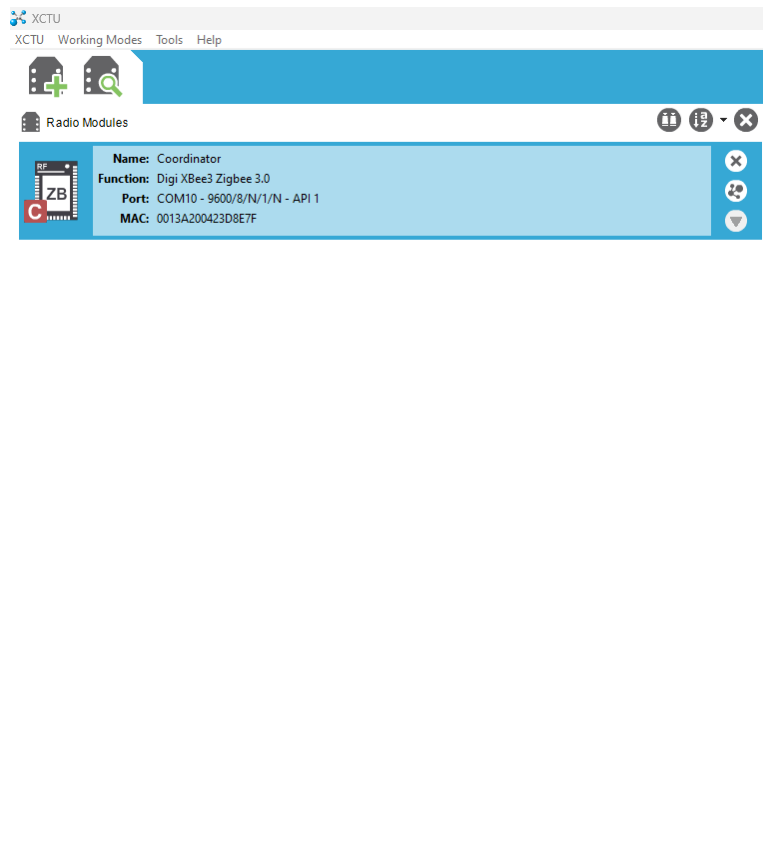 XCTU
XCTU Working Modes Tools Help
Radio Modules
RF
ZB
C
Name: Coordinator
Function: Digi XBee3 Zigbee 3.0
Port: COM10 - 9600/8/N/1/N - API 1
MAC: 0013A200423D8E7F